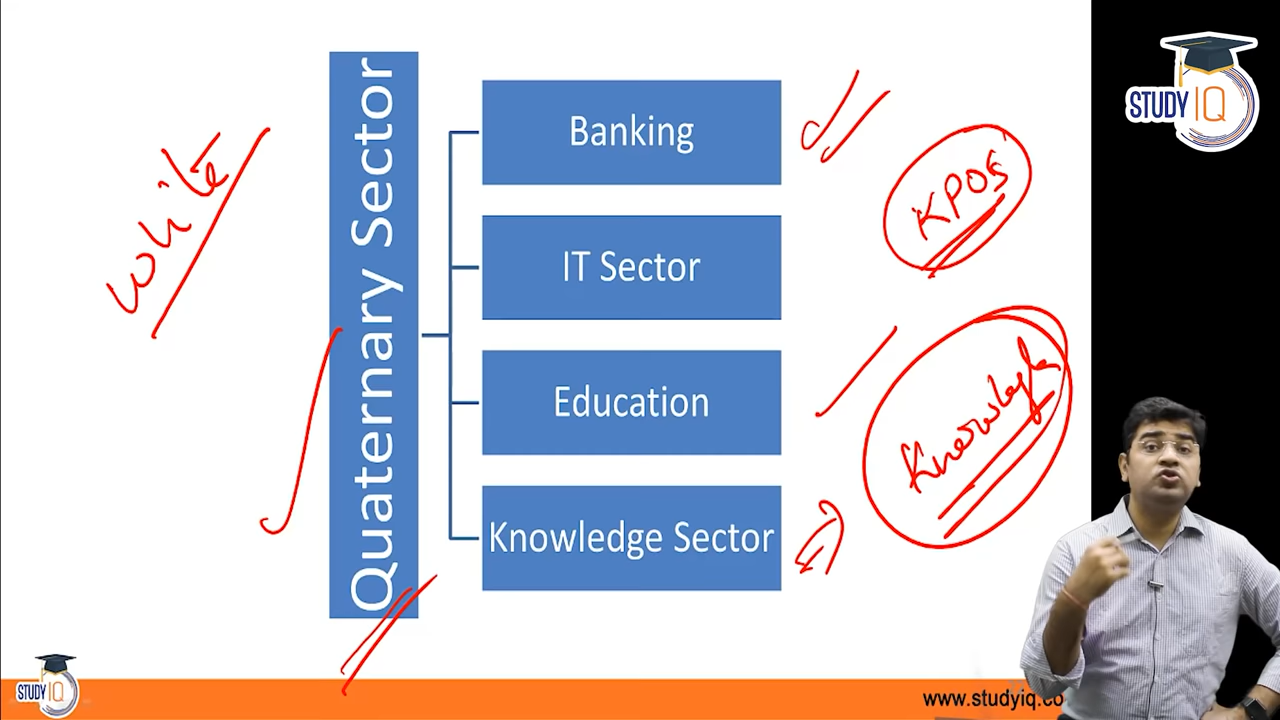 STUDY IQ
Quaternary Sector
Banking
IT Sector
Education
Knowledge Sector
white
KPOS
Knowledge
STUDY IQ
www.studyiq.co